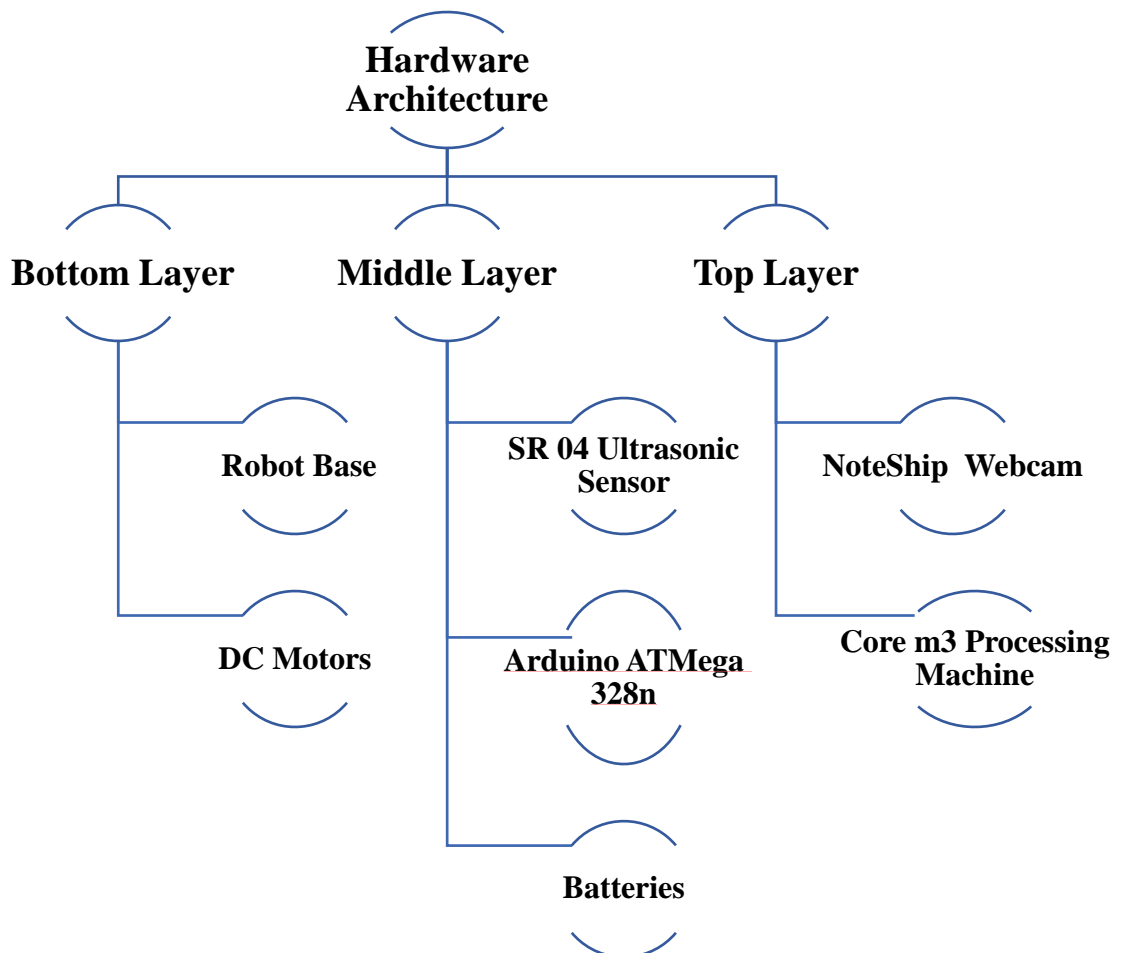 Hardware
Architecture
Bottom Layer
Middle Layer
Top Layer
Robot Base
DC Motors
SR 04 Ultrasonic
Sensor
Arduino ATMega
328n
Batteries
NoteShip  Webcam
Core m3 Processing
Machine